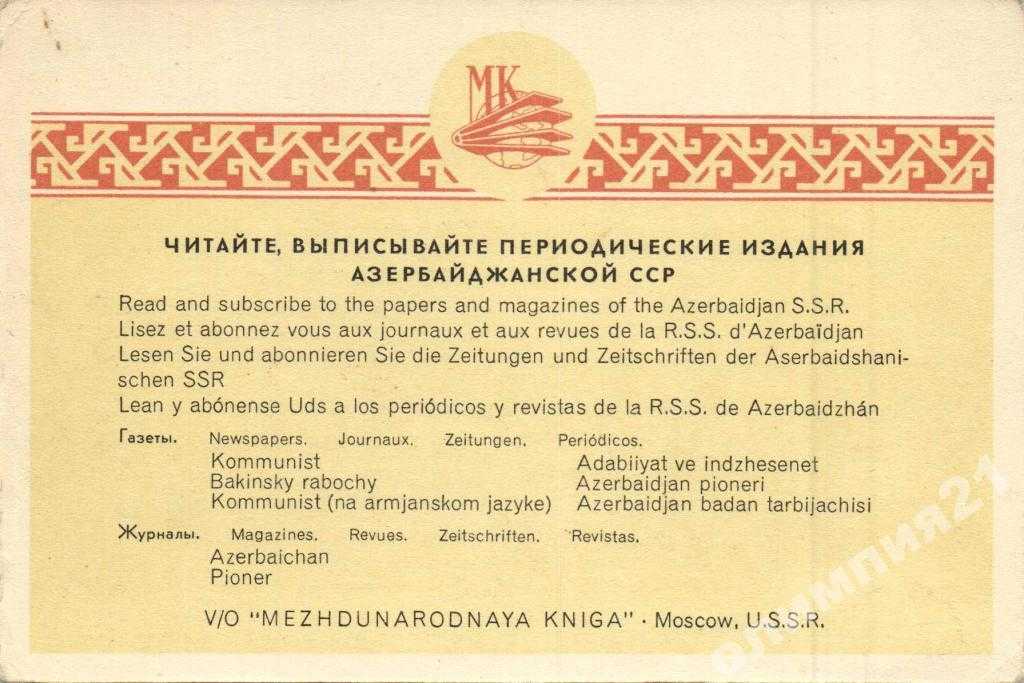 МК
ЧИТАЙТЕ, ВЫПИСЫВАЙТЕ ПЕРИОДИЧЕСКИЕ ИЗДАНИЯ
АЗЕРБАЙДЖАНСКОЙ ССР
Read and subscribe to the papers and magazines of the Azerbaidjan S.S.R.
Lisez et abonnez vous aux journaux et aux revues de la R.S.S. d'Azerbaïdjan
Lesen Sie und abonnieren Sie die Zeitungen und Zeitschriften der Aserbaidshani-
schen SSR
Lean y abónense Uds a los periódicos y revistas de la R.S.S. de Azerbaidzhán
Газеты. Newspapers. Journaux. Zeitungen. Periódicos.
Kommunist
Bakinsky rabochy
Kommunist (na armjanskom jazyke)
Adabiiyat ve indzhesenet
Azerbaidjan pioneri
Azerbaidjan badan tarbijachisi
Журналы. Magazines. Revues. Zeitschriften. Revistas.
Azerbaichan
Pioner
V/O "MEZHDUNARODNAYA KNIGA" · Moscow, U.S.S.R.
олимпия21